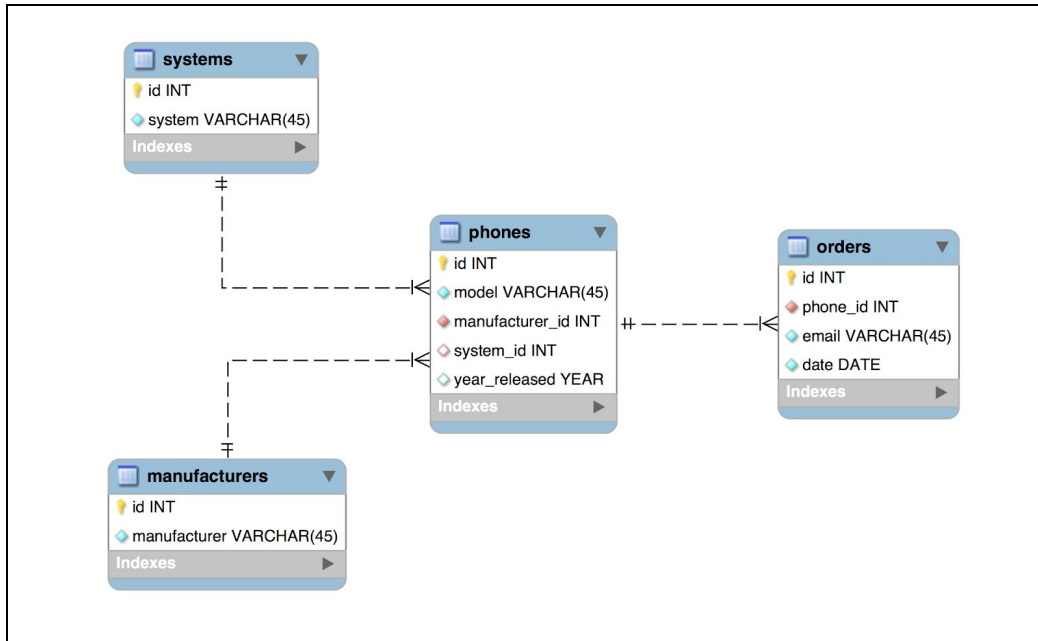 systems
id INT
system VARCHAR(45)
Indexes
phones
id INT
model VARCHAR(45)
manufacturer_id INT
system_id INT
year_released YEAR
Indexes
orders
id INT
phone_id INT
email VARCHAR(45)
date DATE
Indexes
manufacturers
id INT
manufacturer VARCHAR(45)
Indexes